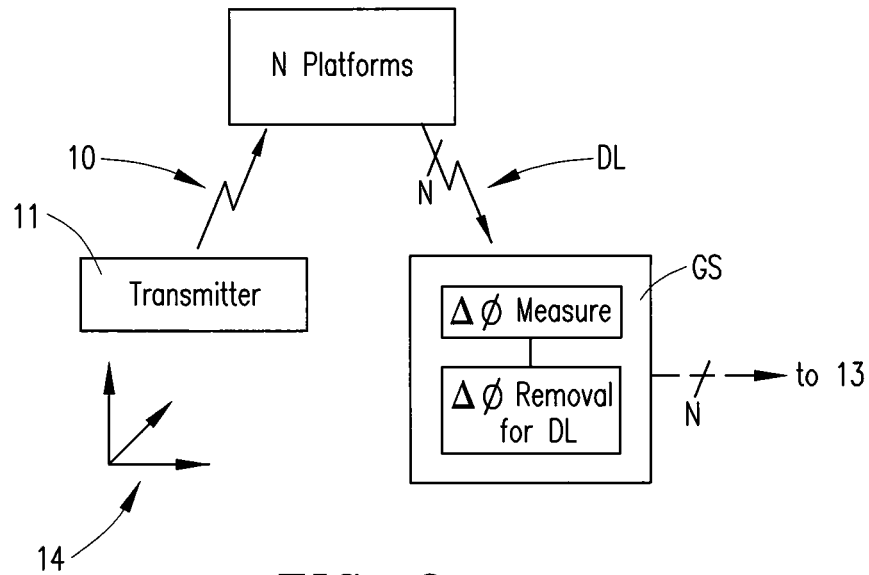 N Platforms
10
N
DL
11
Transmitter
GS
Δ ϕ Measure
Δ ϕ Removal
for DL
N
to 13
14